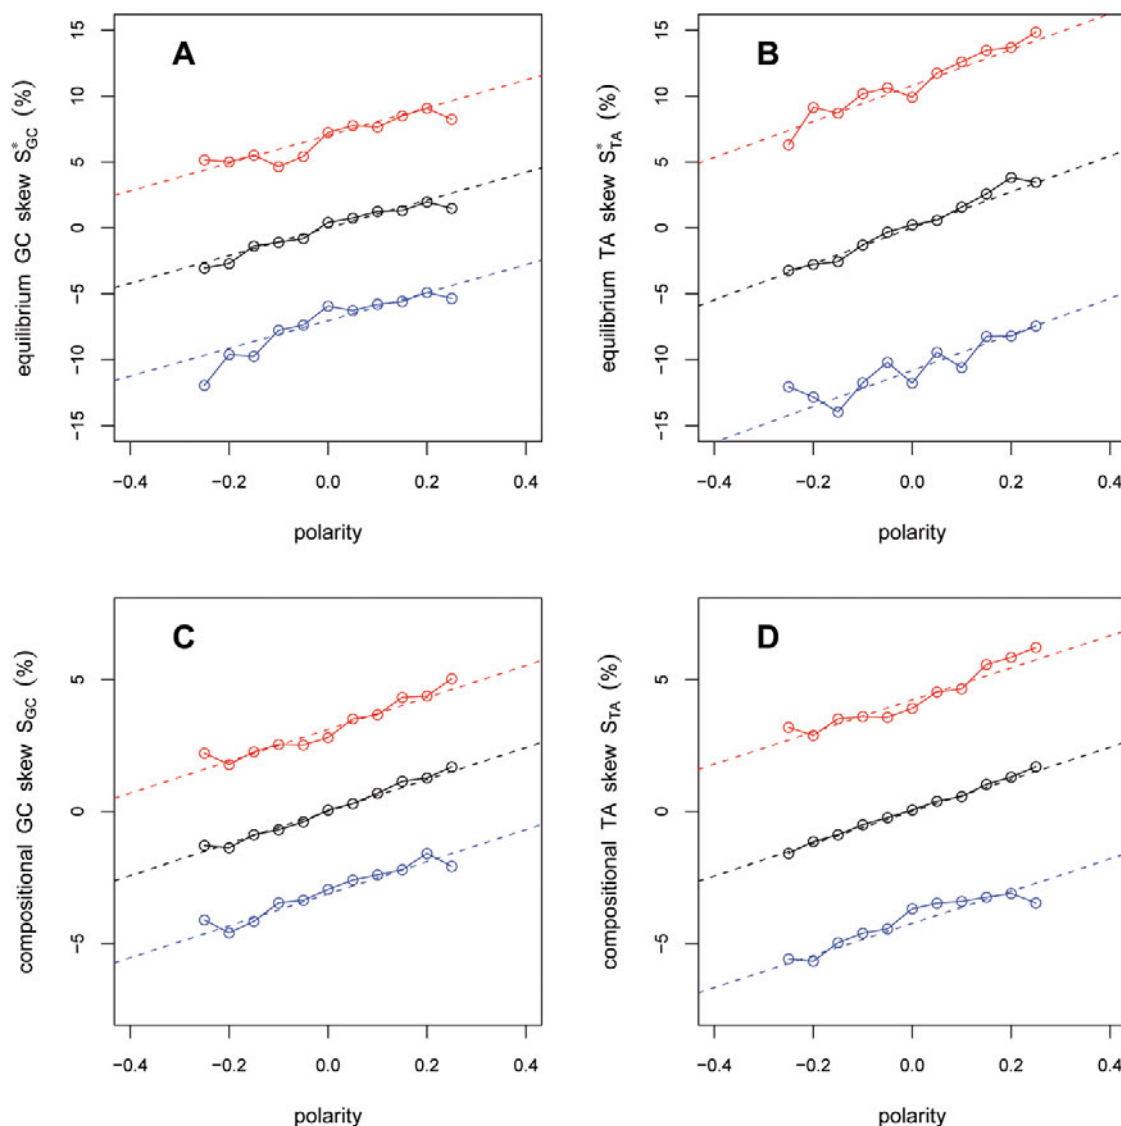 A
equilibrium GC skew S*GC (%)
15
10
5
0
−5
−10
−15
−0.4 −0.2 0.0 0.2 0.4
polarity
B
equilibrium TA skew S*TA (%)
15
10
5
0
−5
−10
−15
−0.4 −0.2 0.0 0.2 0.4
polarity
C
compositional GC skew SGC (%)
5
0
−5
−0.4 −0.2 0.0 0.2 0.4
polarity
D
compositional TA skew STA (%)
5
0
−5
−0.4 −0.2 0.0 0.2 0.4
polarity